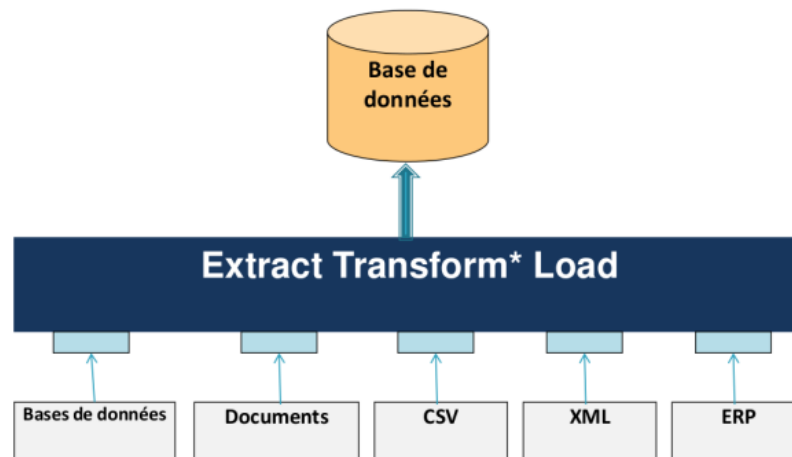 Base de
données
Extract Transform* Load
Bases de données
Documents
CSV
XML
ERP